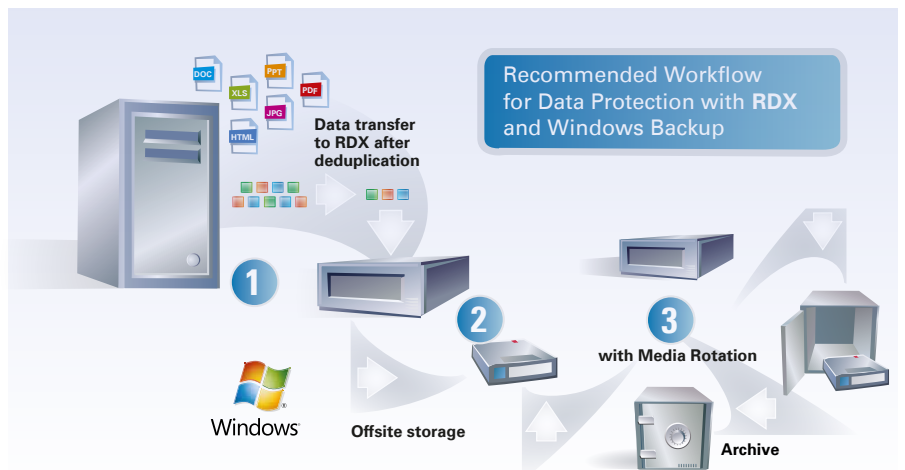 Recommended Workflow
for Data Protection with RDX
and Windows Backup
DOC
XLS
PPT
PDF
JPG
HTML
Data transfer
to RDX after
deduplication
1
2
3
with Media Rotation
Windows
Offsite storage
Archive